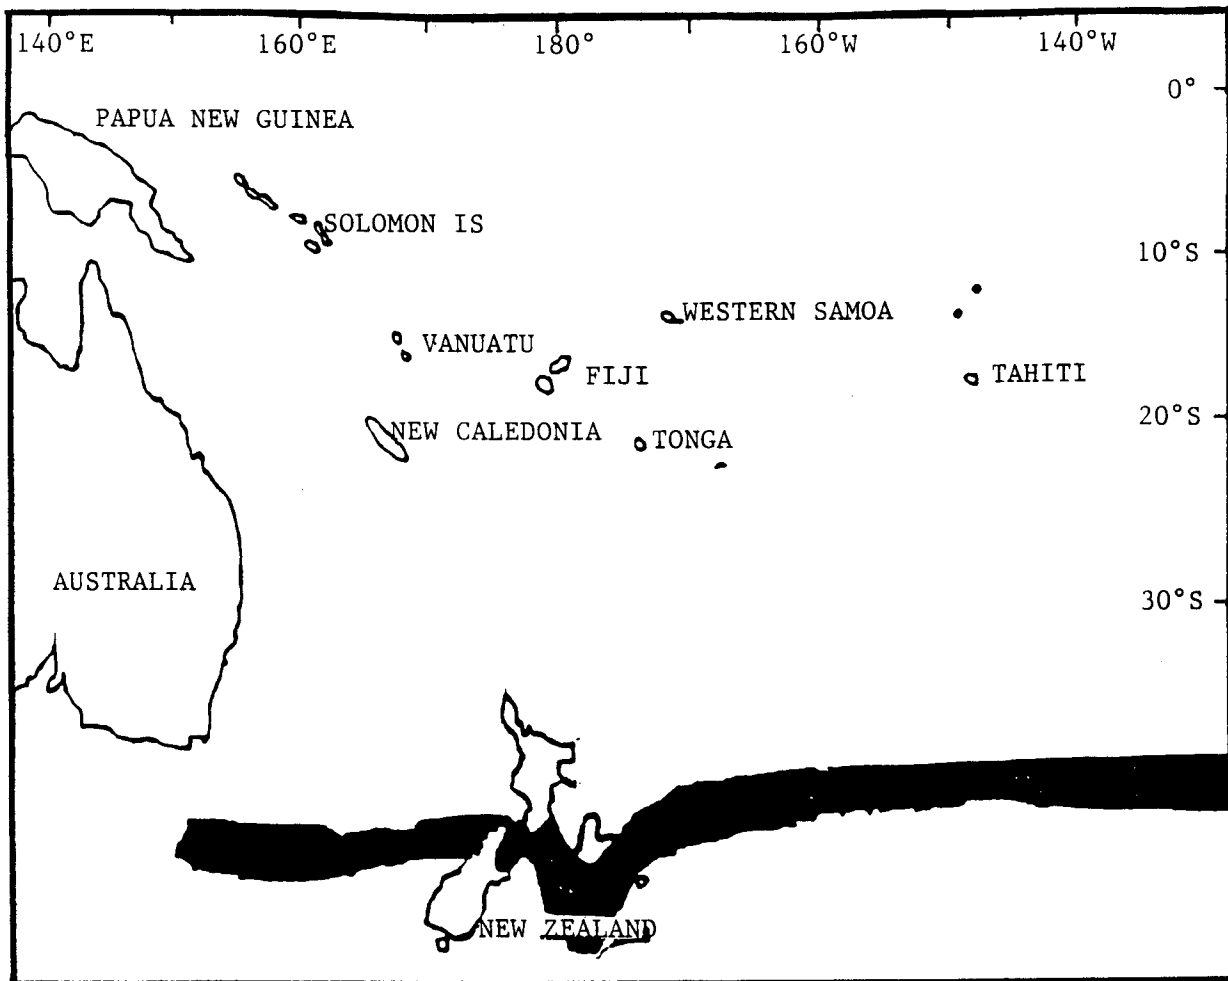 140°E 160°E 180° 160°W 140°W
0°
PAPUA NEW GUINEA
SOLOMON IS
10°S
WESTERN SAMOA
VANUATU
FIJI
TAHITI
20°S
NEW CALEDONIA
TONGA
AUSTRALIA
30°S
NEW ZEALAND